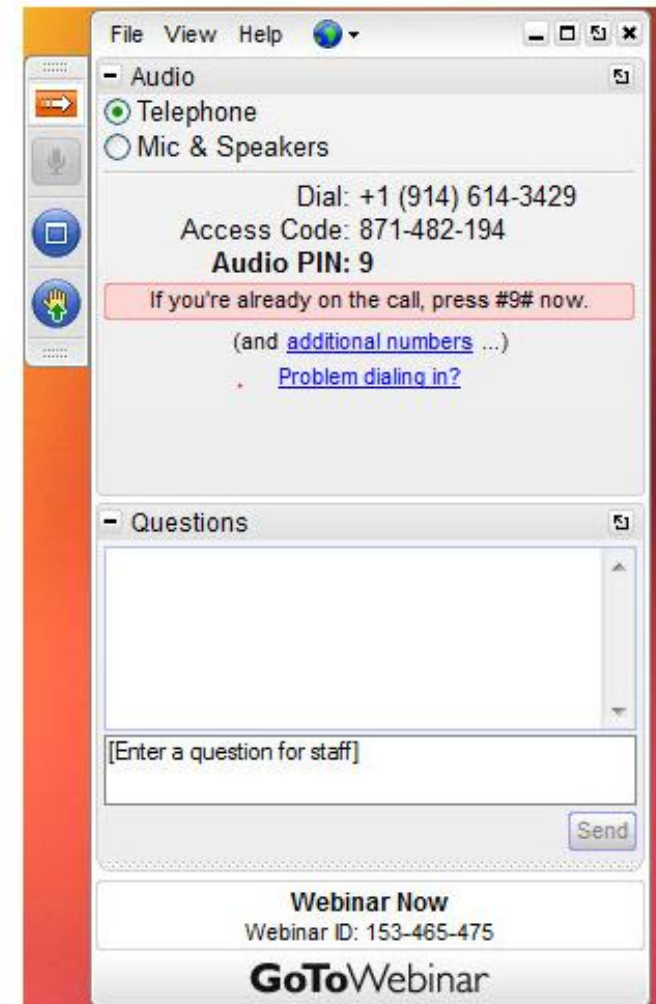 File View Help
Audio
Telephone
Mic & Speakers
Dial: +1 (914) 614-3429
Access Code: 871-482-194
Audio PIN: 9
If you're already on the call, press #9# now.
(and additional numbers ...)
Problem dialing in?
Questions
[Enter a question for staff]
Send
Webinar Now
Webinar ID: 153-465-475
GoToWebinar